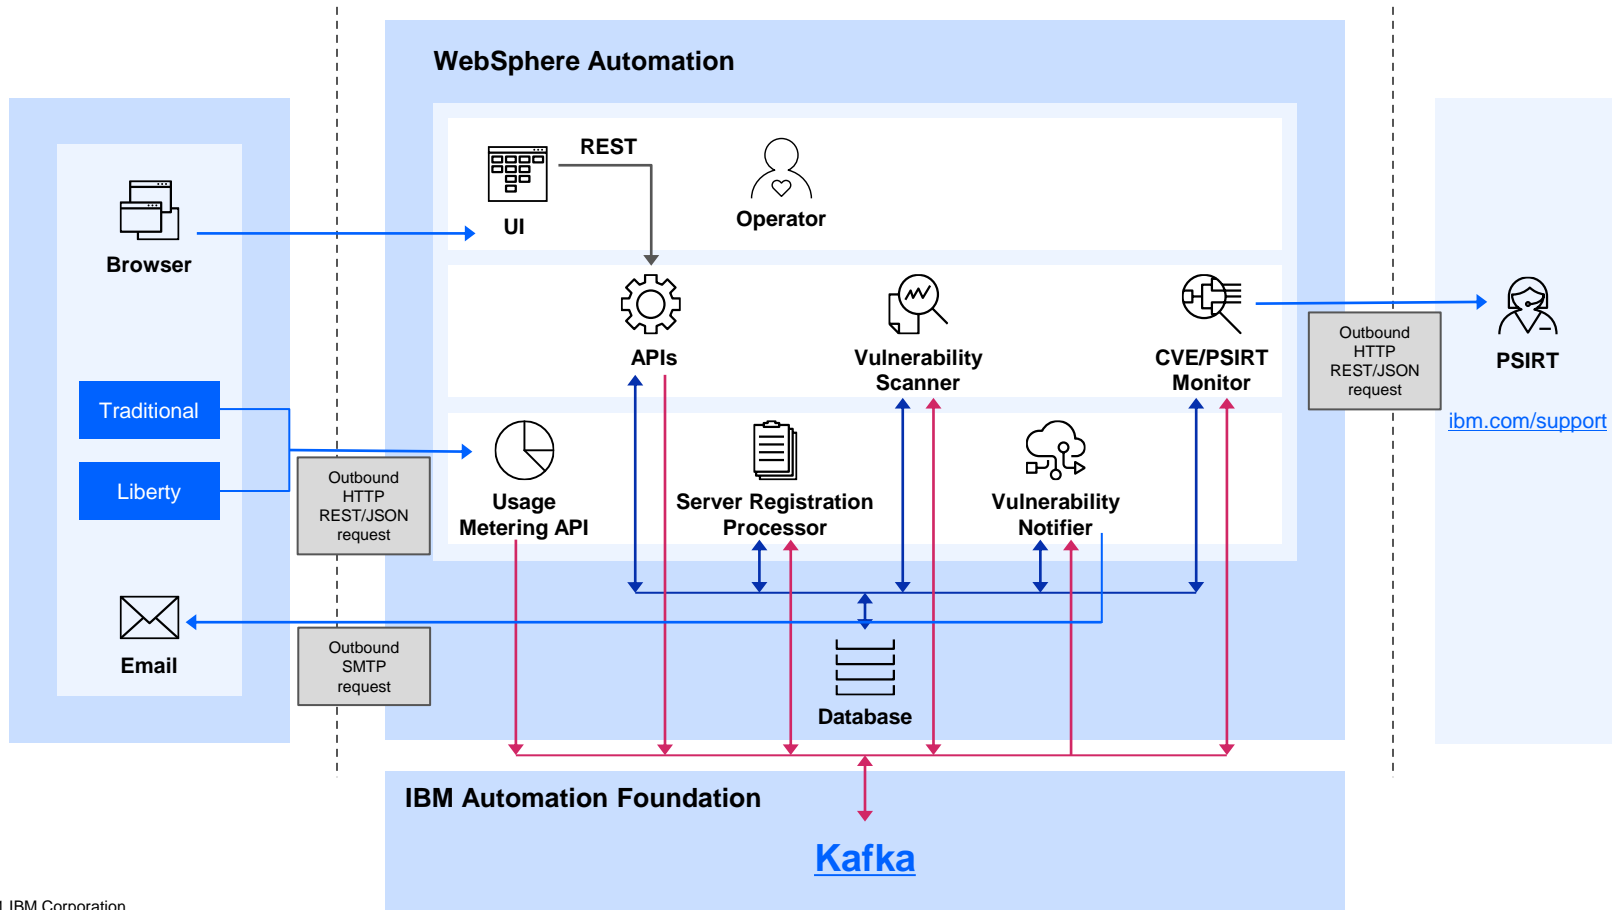 WebSphere Automation
REST
UI
Operator
Browser
APIs
Vulnerability
Scanner
CVE/PSIRT
Monitor
Outbound
HTTP
REST/JSON
request
PSIRT
ibm.com/support
Traditional
Liberty
Outbound
HTTP
REST/JSON
request
Usage
Metering API
Server Registration
Processor
Vulnerability
Notifier
Email
Outbound
SMTP
request
Database
IBM Automation Foundation
Kafka
IBM Corporation